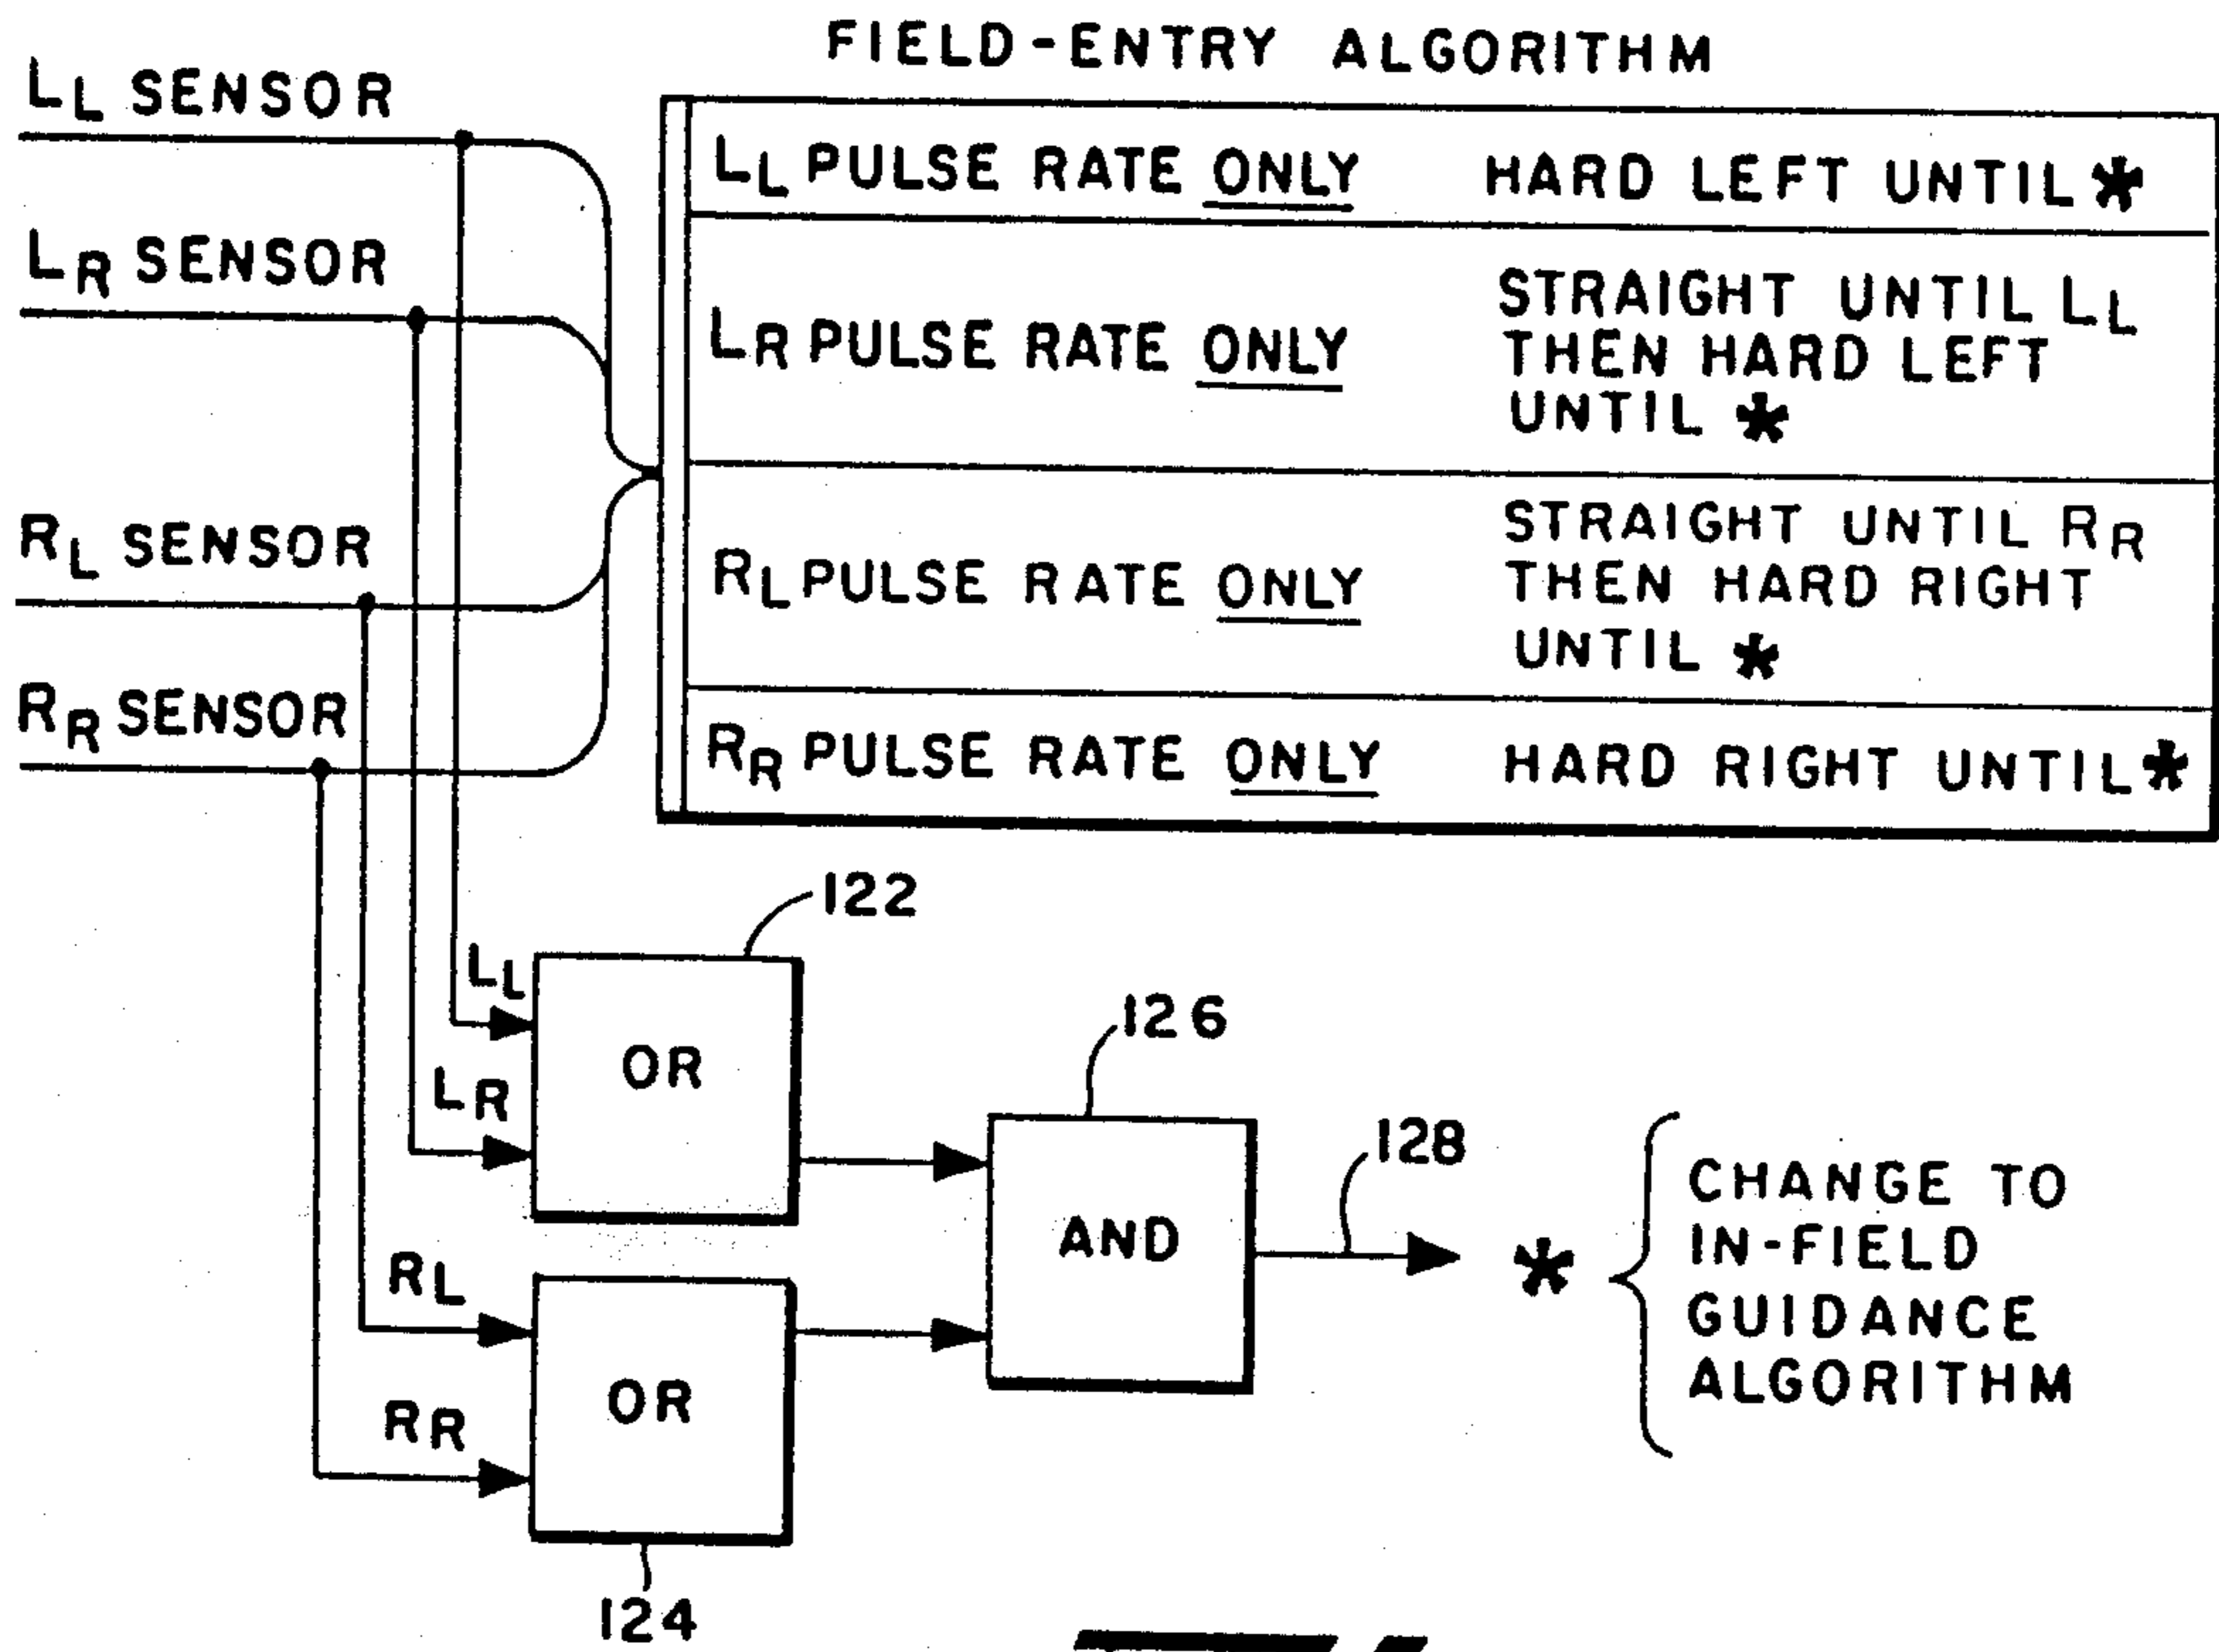 FIELD-ENTRY ALGORITHM
LL SENSOR
LR SENSOR
RL SENSOR
RR SENSOR
LL PULSE RATE ONLY HARD LEFT UNTIL *
LR PULSE RATE ONLY
STRAIGHT UNTIL LL
THEN HARD LEFT
UNTIL *
RL PULSE RATE ONLY
STRAIGHT UNTIL RR
THEN HARD RIGHT
UNTIL *
RR PULSE RATE ONLY HARD RIGHT UNTIL *
122
LL
LR
OR
126
AND
128
*
CHANGE TO
IN-FIELD
GUIDANCE
ALGORITHM
RL
RR
OR
124